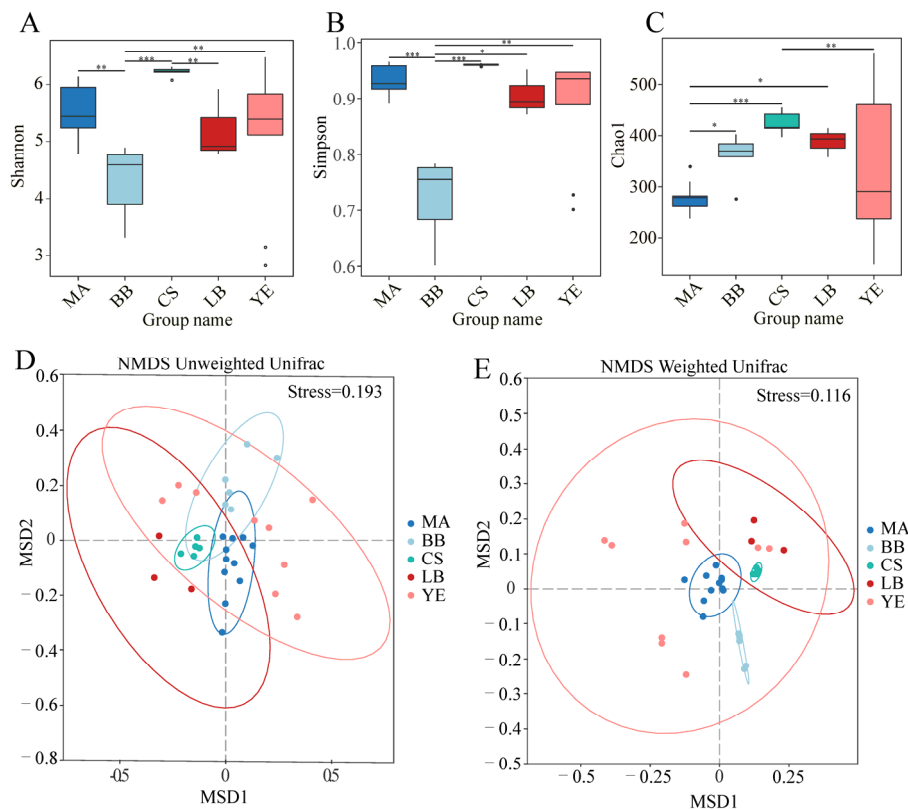 A
Shannon
6
5
4
3
**
***
**
**
MA
BB
CS
LB
YE
Group name
B
Simpson
1.0
0.9
0.8
0.7
0.6
***
***
*
**
MA
BB
CS
LB
YE
Group name
C
Chao1
400
300
200
*
***
*
**
MA
BB
CS
LB
YE
Group name
D
NMDS Unweighted Unifrac
Stress=0.193
MSD2
0.6
0.4
0.2
0
−0.2
−0.4
−0.6
−0.8
-0.5
0
0.5
MSD1
MA
BB
CS
LB
YE
E
NMDS Weighted Unifrac
Stress=0.116
MSD2
0.6
0.5
0.4
0.3
0.2
0.1
0
−0.1
−0.2
−0.3
−0.4
−0.5
−0.5
−0.25
0
0.25
MSD1
MA
BB
CS
LB
YE